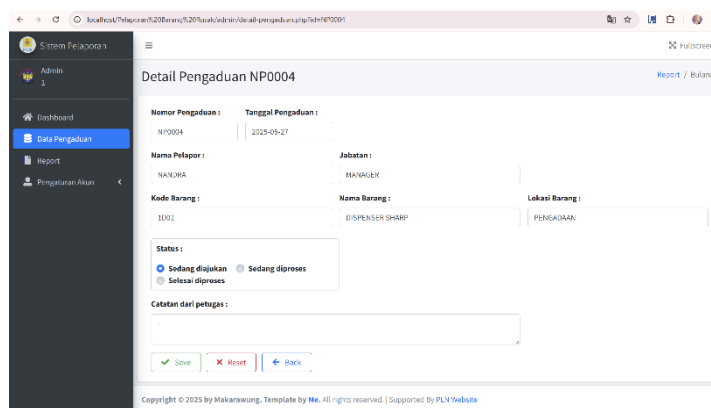 localhost/Pelaporan%20Barang%20Rusak/admin/detail-pengaduan.php?id=NP0004
Sistem Pelaporan
Fullscreen
Admin
1
Detail Pengaduan NP0004
Report / Bulana
Dashboard
Data Pengaduan
Report
Pengaturan Akun
Nomor Pengaduan :
Tanggal Pengaduan :
NP0004
2025-05-27
Nama Pelapor :
Jabatan :
NANDHA
MANAGER
Kode Barang :
Nama Barang :
Lokasi Barang :
1D01
DISPENSER SHARP
PENGADAAN
Status :
Sedang diajukan
Sedang diproses
Selesai diproses
Catatan dari petugas :
-
Save
Reset
Back
Copyright © 2025 by Makarawung. Template by Me. All rights reserved. | Supported By PLN Website